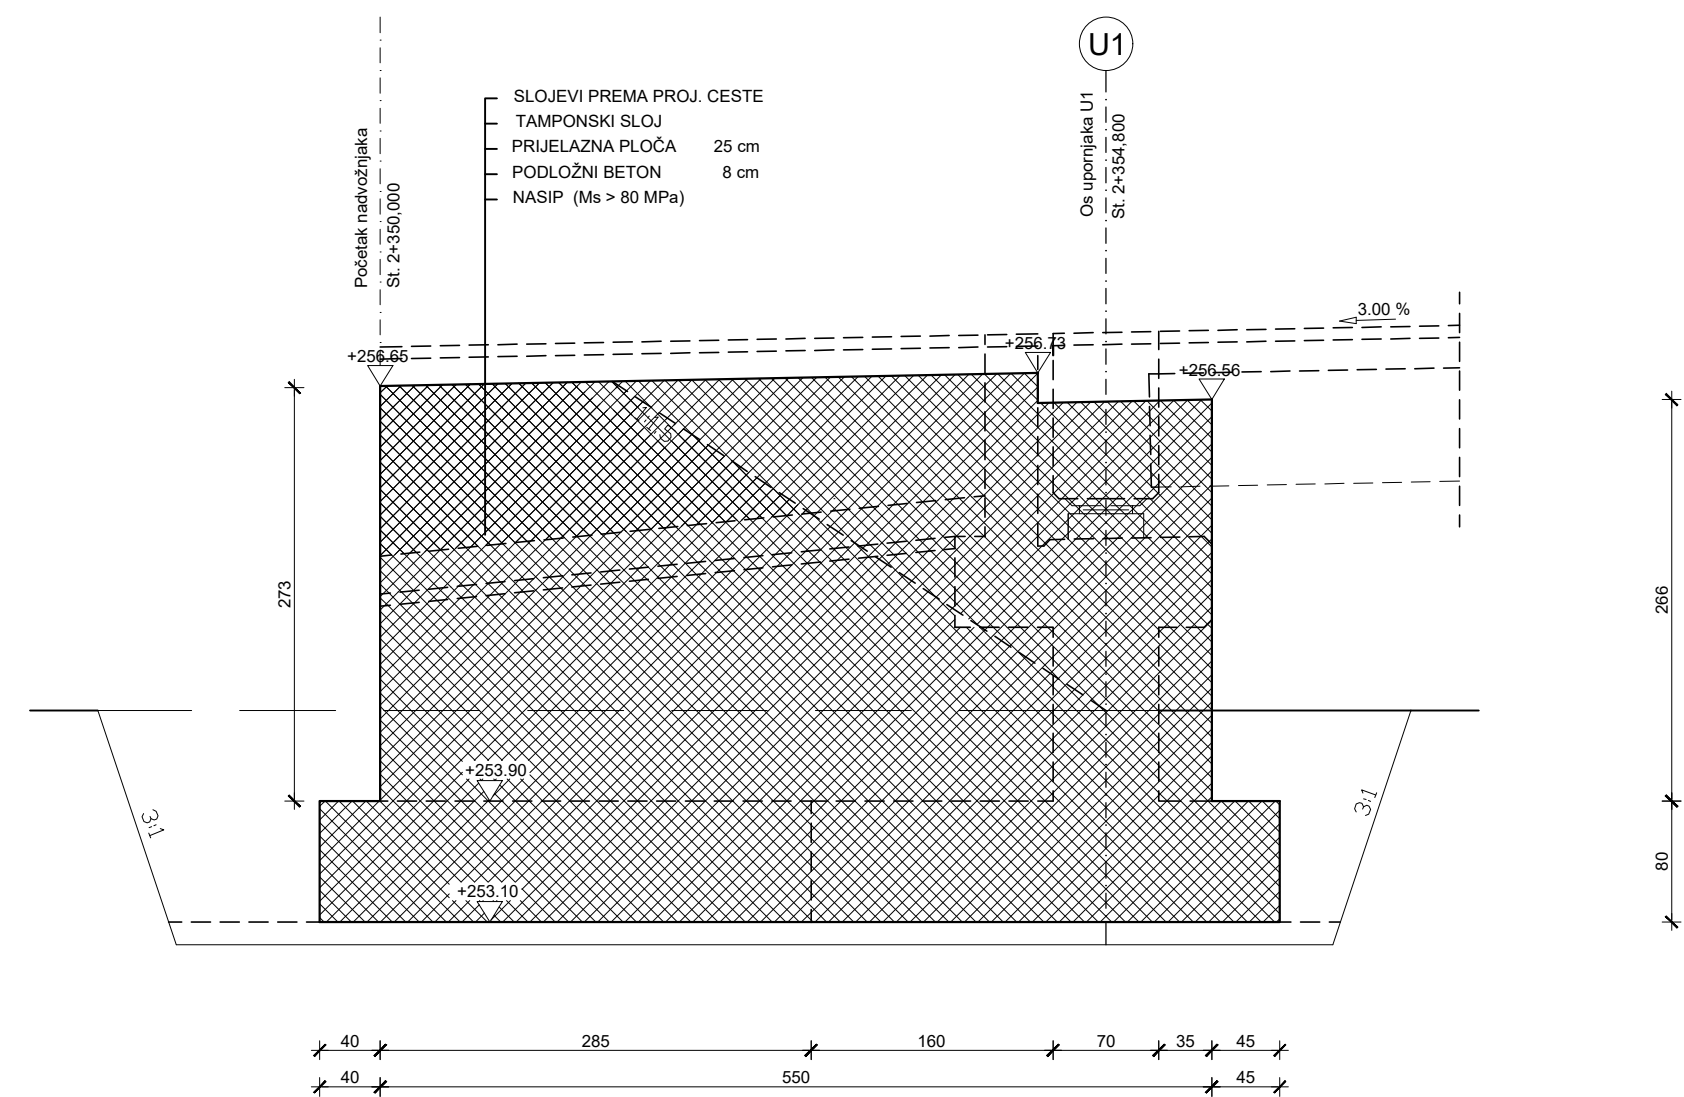 U1
Početak nadvožnjaka
St. 2+350,000
SLOJEVI PREMA PROJ. CESTE
TAMPONSKI SLOJ
PRIJELAZNA PLOČA 25 cm
PODLOŽNI BETON 8 cm
NASIP (Ms > 80 MPa)
Os upornjaka U1
St. 2+354,800
3.00 %
+256.65
+256.73
+256.56
1:1.5
273
266
+253.90
3:1
3:1
80
+253.10
40 285 160 70 35 45
40 550 45